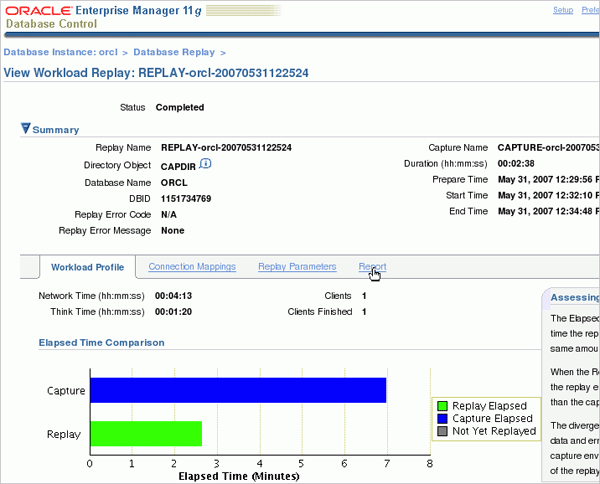 ORACLE Enterprise Manager 11g
Database Control
Setup
Database Instance: orcl > Database Replay >
View Workload Replay: REPLAY-orcl-20070531122524
Status Completed
Summary
Replay Name REPLAY-orcl-20070531122524
Directory Object CAPDIR
Database Name ORCL
DBID 1151734769
Replay Error Code N/A
Replay Error Message None
Capture Name CAPTURE-orcl-200705
Duration (hh:mm:ss) 00:02:38
Prepare Time May 31, 2007 12:29:56
Start Time May 31, 2007 12:32:10
End Time May 31, 2007 12:34:48
Workload Profile Connection Mappings Replay Parameters Report
Network Time (hh:mm:ss) 00:04:13
Think Time (hh:mm:ss) 00:01:20
Clients 1
Clients Finished 1
Elapsed Time Comparison
Capture
Replay
0 1 2 3 4 5 6 7 8
Elapsed Time (Minutes)
Replay Elapsed
Capture Elapsed
Not Yet Replayed
Assessing
The Elapsed
time the rep
same amou
When the Re
the replay e
than the cap
The diverge
data and err
capture env
of the replay